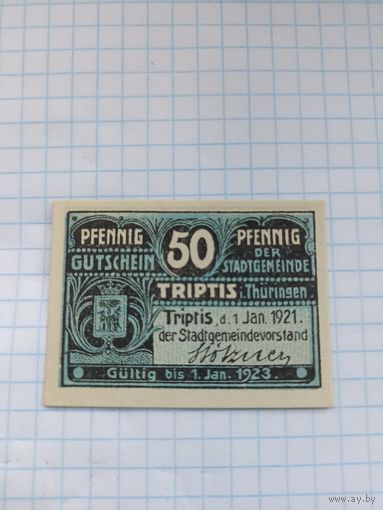 PFENNIG 50 PFENNIG
GUTSCHEIN DER
STADTGEMEINDE
TRIPTIS i. Thüringen.
Triptis, d. 1 Jan. 1921.
der Stadtgemeindevorstand
Gültig bis 1. Jan. 1923.
www.ay.by